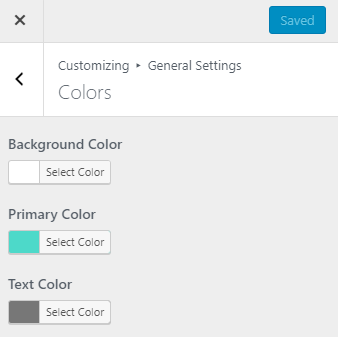 Saved
Customizing ▸ General Settings
Colors
Background Color
Select Color
Primary Color
Select Color
Text Color
Select Color